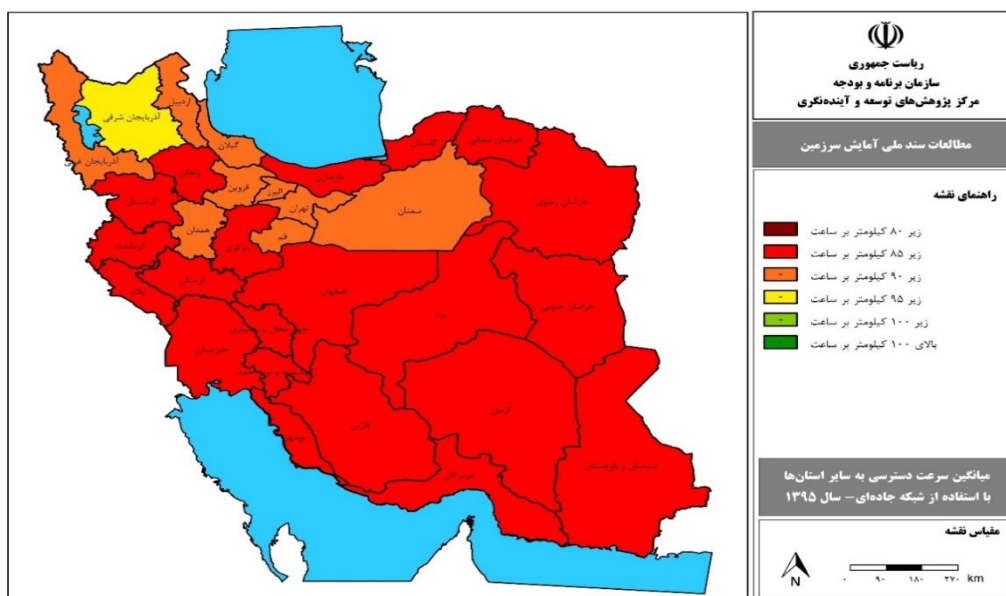 ریاست جمهوری
سازمان برنامه و بودجه
مرکز پژوهش‌های توسعه و آینده‌نگری
مطالعات سند ملی آمایش سرزمین
راهنمای نقشه
زیر ۸۰ کیلومتر بر ساعت
زیر ۸۵ کیلومتر بر ساعت
زیر ۹۰ کیلومتر بر ساعت
زیر ۹۵ کیلومتر بر ساعت
زیر ۱۰۰ کیلومتر بر ساعت
بالای ۱۰۰ کیلومتر بر ساعت
میانگین سرعت دسترسی به سایر استان‌ها
با استفاده از شبکه جاده‌ای– سال ۱۳۹۵
مقیاس نقشه
N
۰ ۹۰ ۱۸۰ ۲۷۰ km
اردبیل
آذربایجان شرقی
گیلان
آذربایجان
زنجان
قزوین
البرز
تهران
مازندران
گلستان
خراسان شمالی
خراسان رضوی
سمنان
کردستان
همدان
قم
مرکزی
کرمانشاه
لرستان
ایلام
اصفهان
یزد
خراسان جنوبی
خوزستان
فارس
کرمان
بوشهر
هرمزگان
سیستان و بلوچستان